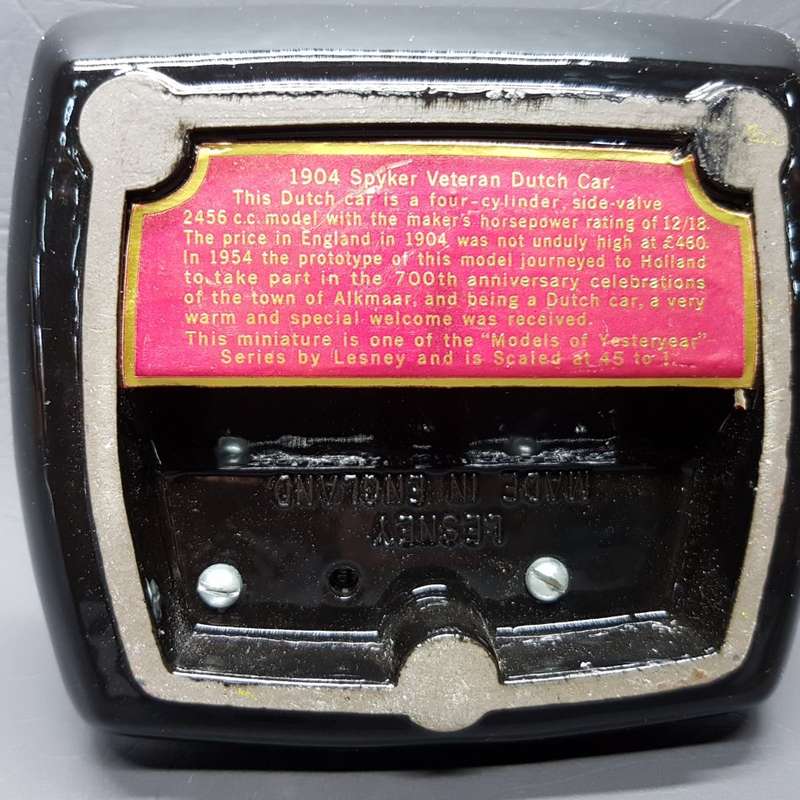 1904 Spyker Veteran Dutch Car.
This Dutch car is a four-cylinder, side-valve
2456 c.c. model with the maker's horsepower rating of 12/18.
The price in England in 1904 was not unduly high at £460.
In 1954 the prototype of this model journeyed to Holland
to take part in the 700th anniversary celebrations
of the town of Alkmaar, and being a Dutch car, a very
warm and special welcome was received.
This miniature is one of the "Models of Yesteryear"
Series by Lesney and is Scaled at 45 to 1.
MADE IN ENGLAND
LESNEY